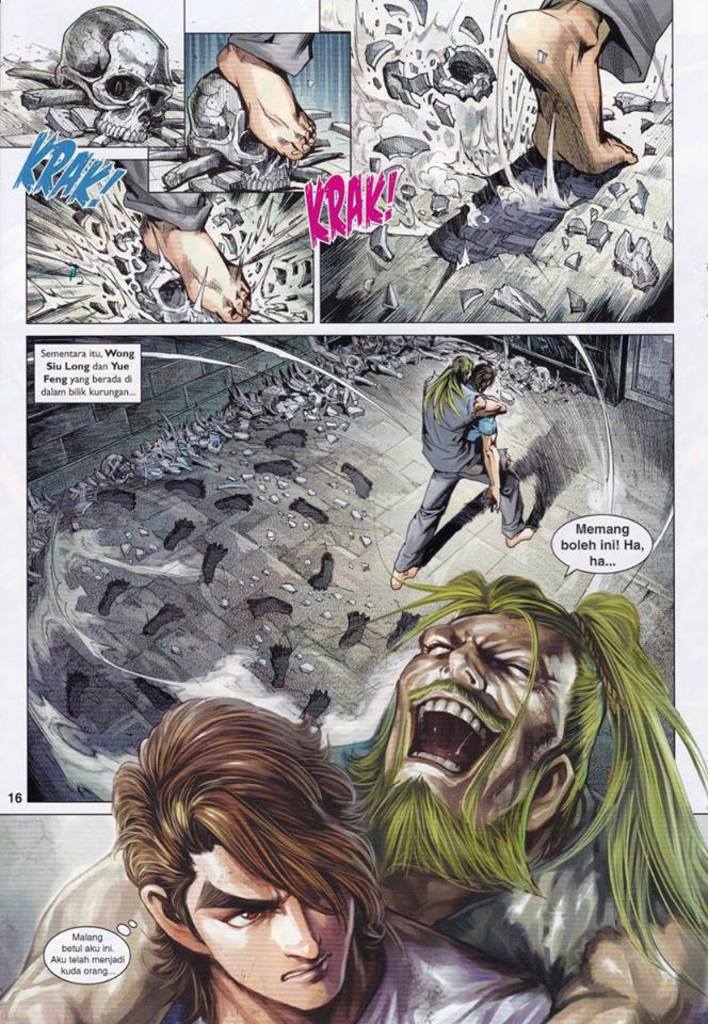 KRAK!
KRAK!
Sementara itu, Wong
Siu Long dan Yue
Feng yang berada di
dalam bilik kurungan...
Memang
boleh ini! Ha,
ha...
16
Malang
betul aku ini.
Aku telah menjadi
kuda orang...